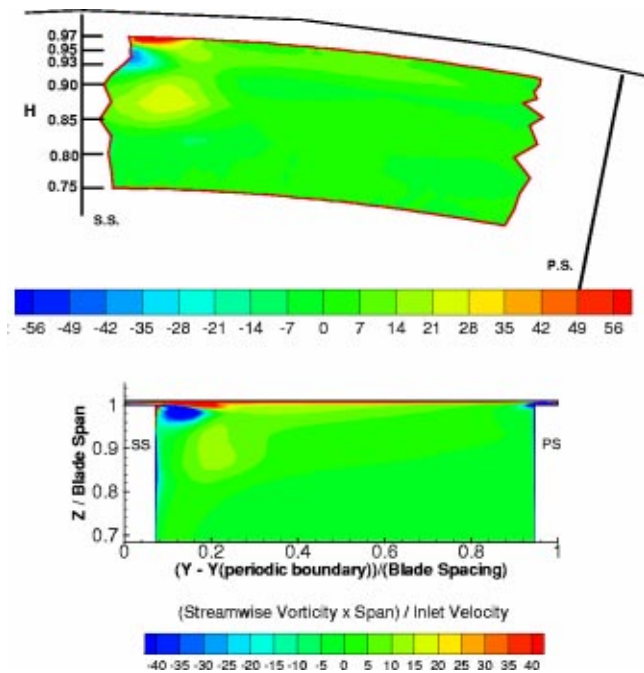 0.97
0.95
0.93
0.90
H
0.85
0.80
0.75
S.S.
P.S.
-56 -49 -42 -35 -28 -21 -14 -7 0 7 14 21 28 35 42 49 56
Z / Blade Span
1
0.9
0.8
0.7
SS
PS
0 0.2 0.4 0.6 0.8 1
(Y - Y(periodic boundary))/(Blade Spacing)
(Streamwise Vorticity x Span) / Inlet Velocity
-40 -35 -30 -25 -20 -15 -10 -5 0 5 10 15 20 25 30 35 40